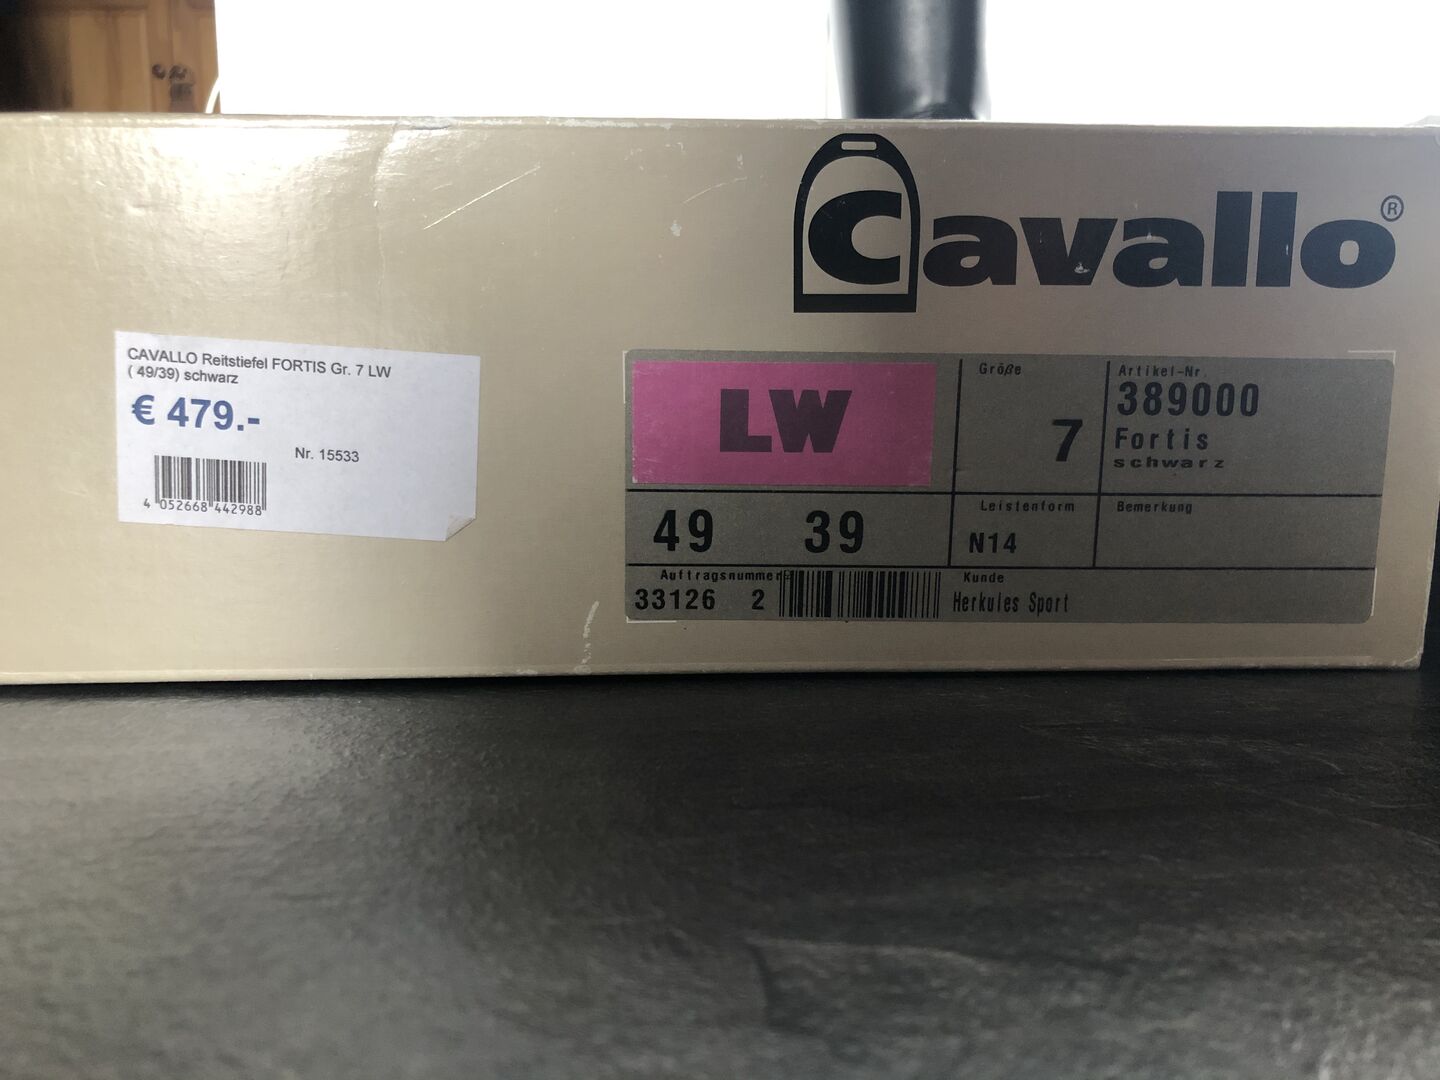 Cavallo®
CAVALLO Reitstiefel FORTIS Gr. 7 LW
( 49/39) schwarz
€ 479.-
Nr. 15533
4 052668 442988
LW
Größe
7
Artikel-Nr.
389000
Fortis
schwarz
49 39
Leistenform
N14
Bemerkung
Auftragsnummer
33126 2
Kunde
Herkules Sport